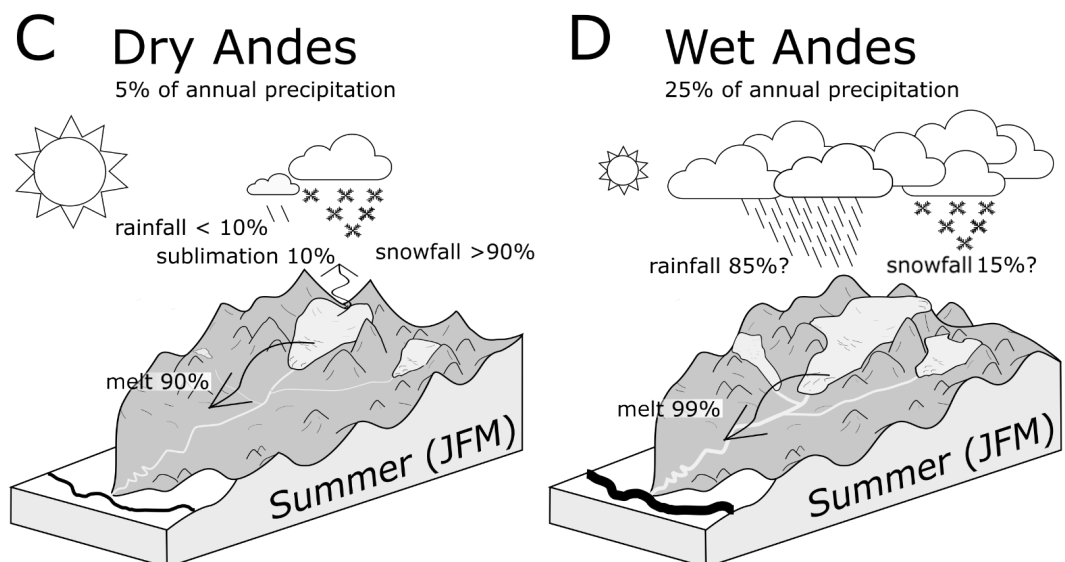 C Dry Andes
5% of annual precipitation
rainfall < 10%
sublimation 10%
snowfall >90%
melt 90%
Summer (JFM)
D Wet Andes
25% of annual precipitation
rainfall 85%?
snowfall 15%?
melt 99%
Summer (JFM)